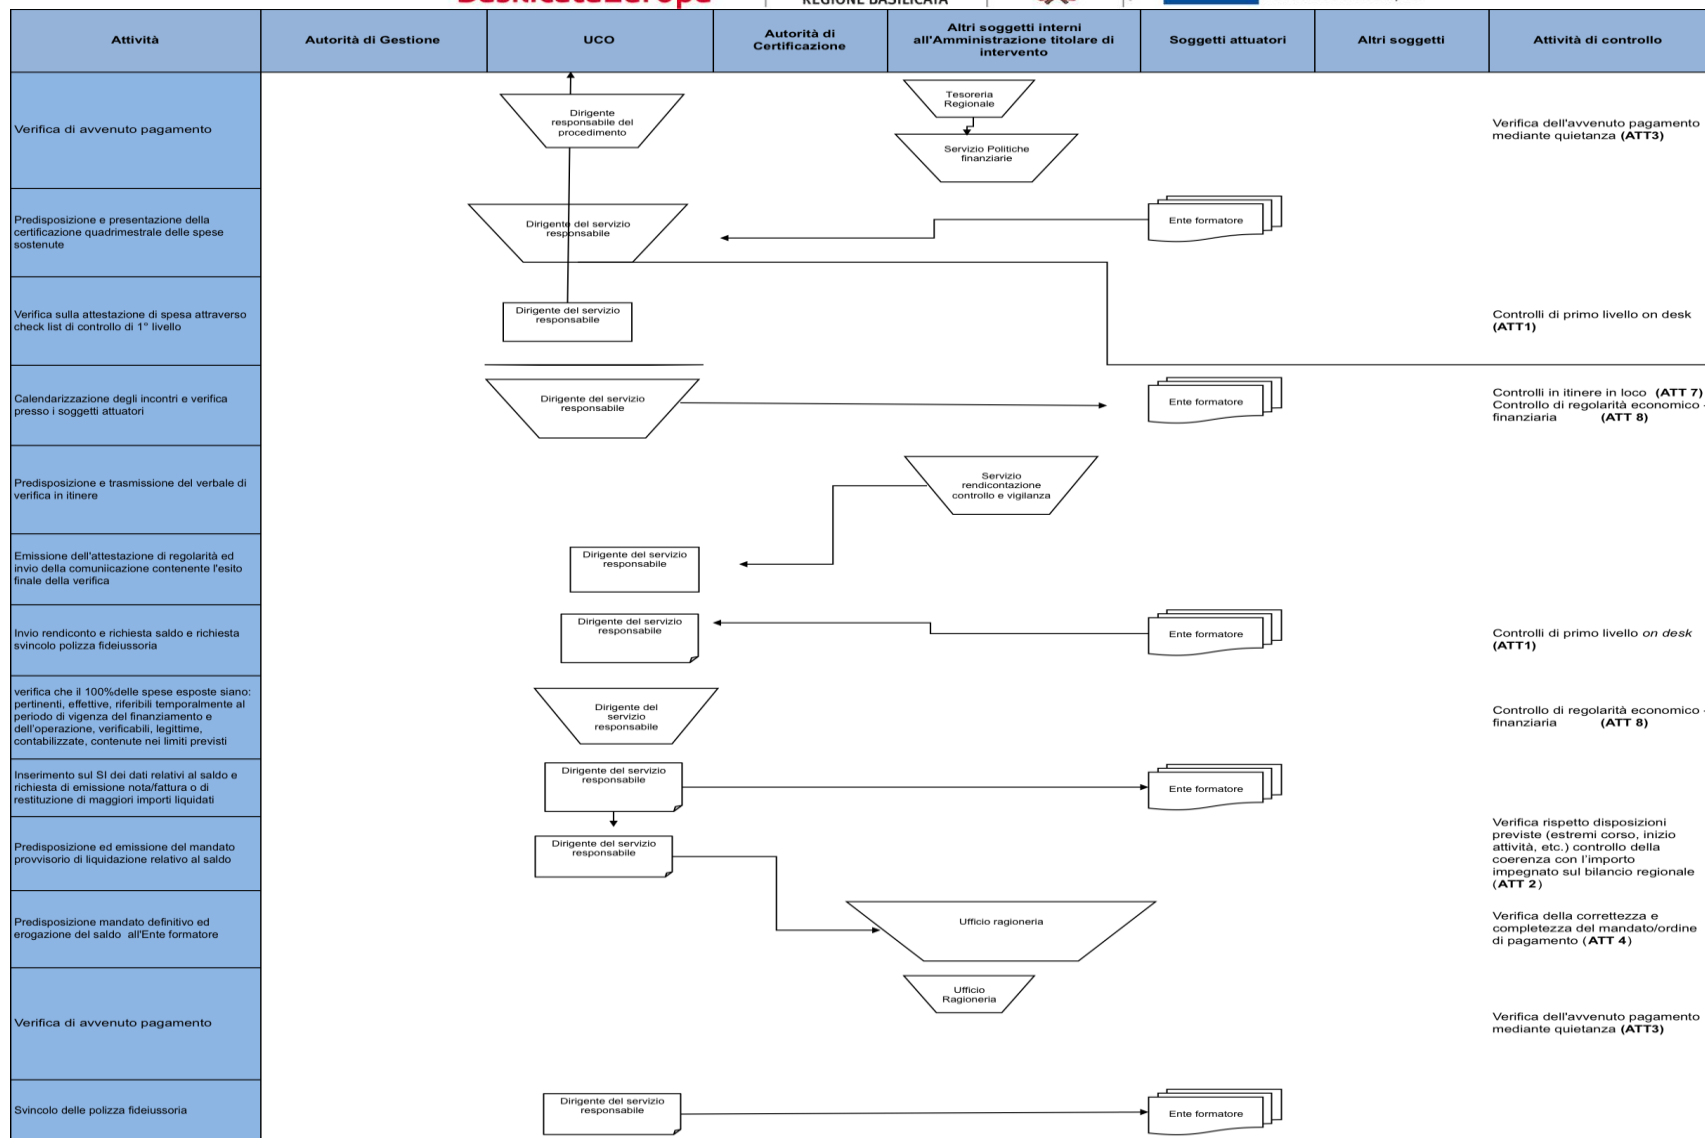 REGIONE BASILICATA
Attività
Autorità di Gestione
UCO
Autorità di
Certificazione
Altri soggetti interni
all'Amministrazione titolare di
intervento
Soggetti attuatori
Altri soggetti
Attività di controllo
Verifica di avvenuto pagamento
Dirigente
responsabile del
procedimento
Tesoreria
Regionale
Servizio Politiche
finanziarie
Verifica dell'avvenuto pagamento
mediante quietanza (ATT3)
Predisposizione e presentazione della
certificazione quadrimestrale delle spese
sostenute
Dirigente del servizio
responsabile
Ente formatore
Verifica sulla attestazione di spesa attraverso
check list di controllo di 1° livello
Dirigente del servizio
responsabile
Controlli di primo livello on desk
(ATT1)
Calendarizzazione degli incontri e verifica
presso i soggetti attuatori
Dirigente del servizio
responsabile
Ente formatore
Controlli in itinere in loco (ATT 7)
Controllo di regolarità economico -
finanziaria (ATT 8)
Predisposizione e trasmissione del verbale di
verifica in itinere
Servizio
rendicontazione
controllo e vigilanza
Emissione dell'attestazione di regolarità ed
invio della comuniicazione contenente l'esito
finale della verifica
Dirigente del servizio
responsabile
Invio rendiconto e richiesta saldo e richiesta
svincolo polizza fideiussoria
Dirigente del servizio
responsabile
Ente formatore
Controlli di primo livello on desk
(ATT1)
verifica che il 100%delle spese esposte siano:
pertinenti, effettive, riferibili temporalmente al
periodo di vigenza del finanziamento e
dell'operazione, verificabili, legittime,
contabilizzate, contenute nei limiti previsti
Dirigente del
servizio
responsabile
Controllo di regolarità economico -
finanziaria (ATT 8)
Inserimento sul SI dei dati relativi al saldo e
richiesta di emissione nota/fattura o di
restituzione di maggiori importi liquidati
Dirigente del servizio
responsabile
Ente formatore
Predisposizione ed emissione del mandato
provvisorio di liquidazione relativo al saldo
Dirigente del servizio
responsabile
Verifica rispetto disposizioni
previste (estremi corso, inizio
attività, etc.) controllo della
coerenza con l'importo
impegnato sul bilancio regionale
(ATT 2)
Predisposizione mandato definitivo ed
erogazione del saldo all'Ente formatore
Ufficio ragioneria
Verifica della correttezza e
completezza del mandato/ordine
di pagamento (ATT 4)
Verifica di avvenuto pagamento
Ufficio
Ragioneria
Verifica dell'avvenuto pagamento
mediante quietanza (ATT3)
Svincolo delle polizza fideiussoria
Dirigente del servizio
responsabile
Ente formatore